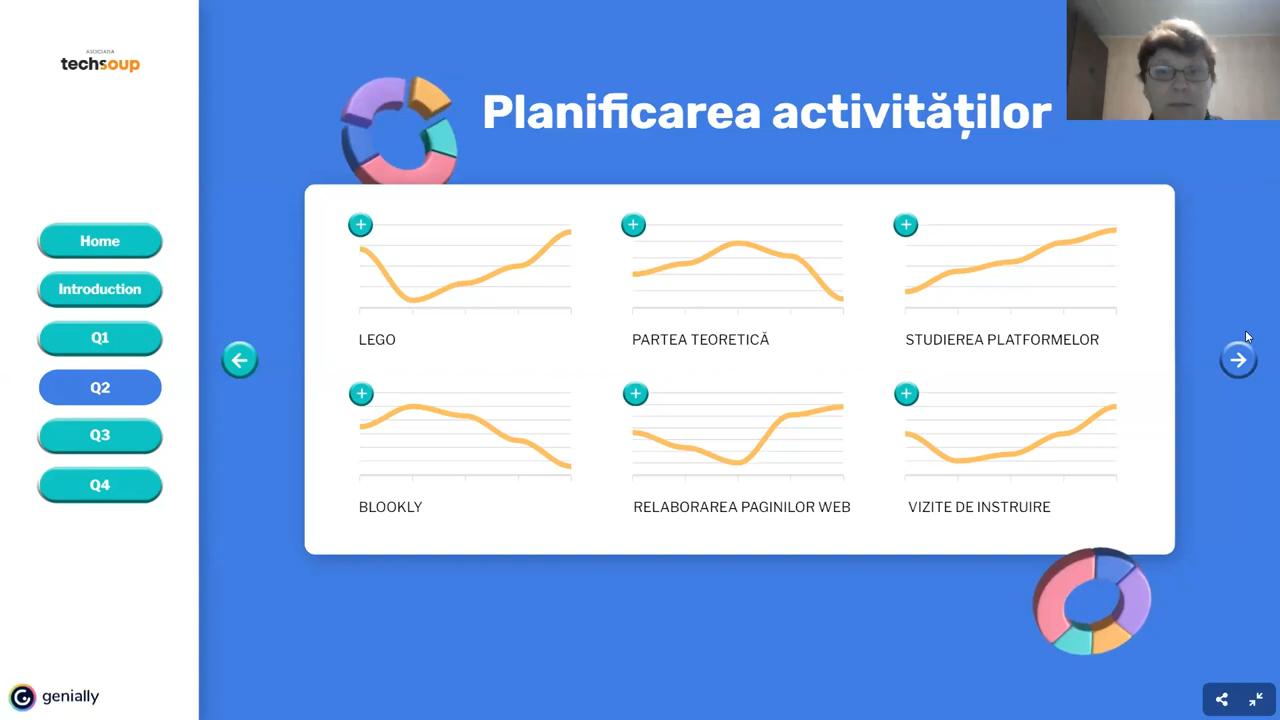 ASOCIAȚIA
techsoup
Planificarea activităților
Home
Introduction
Q1
Q2
Q3
Q4
LEGO
PARTEA TEORETICĂ
STUDIEREA PLATFORMELOR
BLOOKLY
RELABORAREA PAGINILOR WEB
VIZITE DE INSTRUIRE
genially